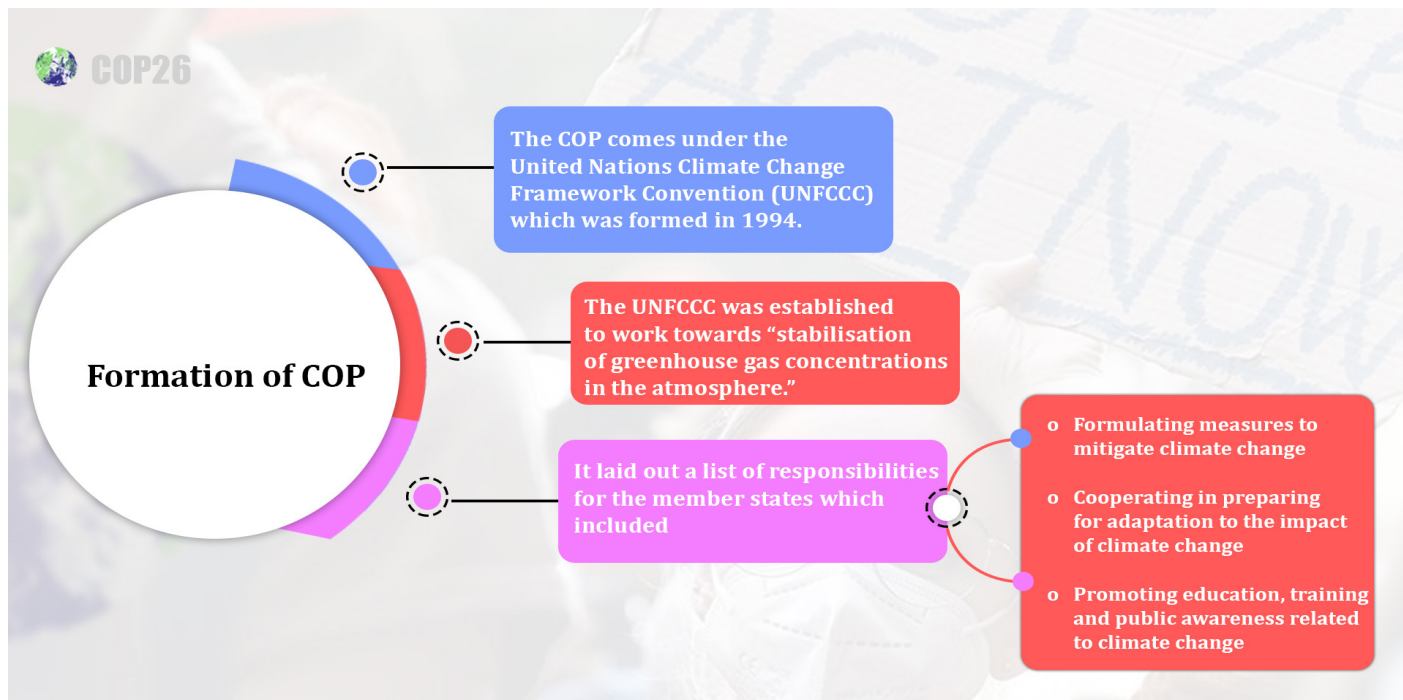 COP26
ACT NOW
Formation of COP
The COP comes under the
United Nations Climate Change
Framework Convention (UNFCCC)
which was formed in 1994.
The UNFCCC was established
to work towards “stabilisation
of greenhouse gas concentrations
in the atmosphere.”
It laid out a list of responsibilities
for the member states which
included
o Formulating measures to
mitigate climate change
o Cooperating in preparing
for adaptation to the impact
of climate change
o Promoting education, training
and public awareness related
to climate change